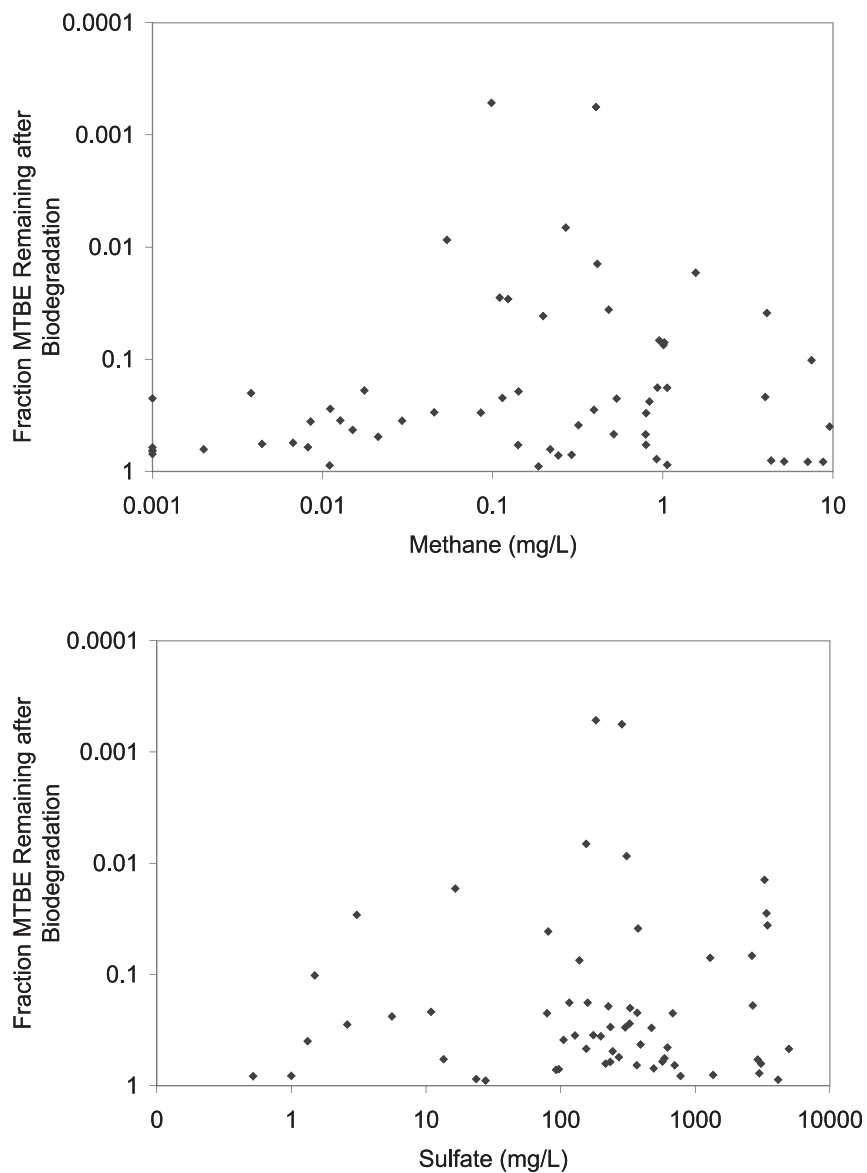 0.0001
0.001
0.01
0.1
1
Fraction MTBE Remaining after
Biodegradation
0.001 0.01 0.1 1 10
Methane (mg/L)
0.0001
0.001
0.01
0.1
1
Fraction MTBE Remaining after
Biodegradation
0 1 10 100 1000 10000
Sulfate (mg/L)